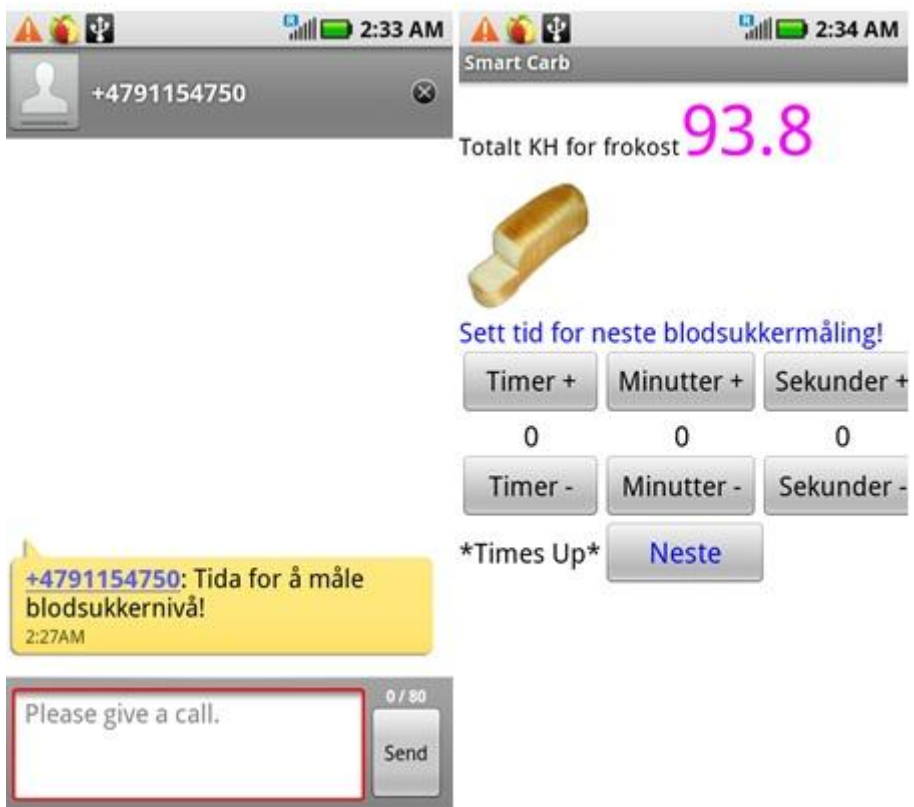 2:33 AM
+4791154750
+4791154750: Tida for å måle
blodsukkernivå!
2:27AM
Please give a call.
0 / 80
Send
2:34 AM
Smart Carb
Totalt KH for frokost 93.8
Sett tid for neste blodsukkermåling!
Timer + Minutter + Sekunder +
0 0 0
Timer - Minutter - Sekunder -
*Times Up* Neste